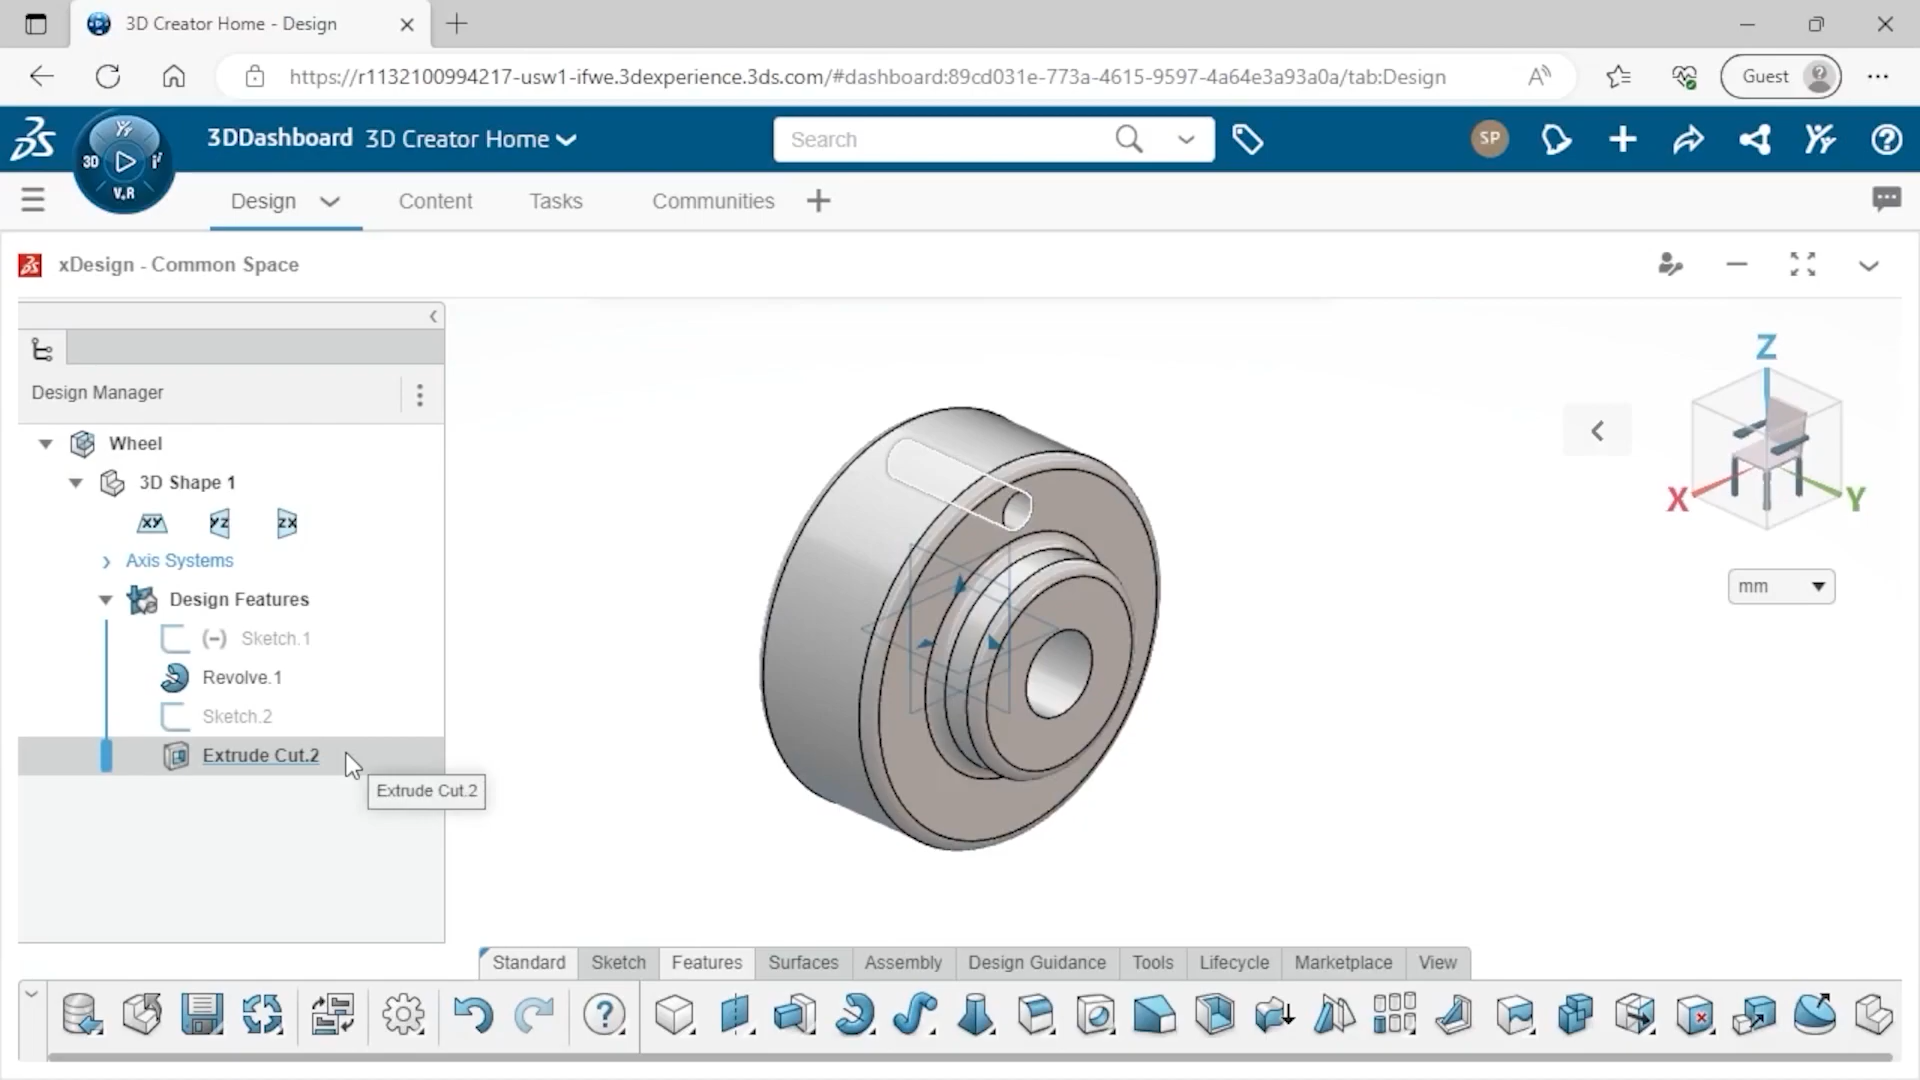 3D Creator Home - Design
https://r1132100994217-usw1-ifwe.3dexperience.3ds.com/#dashboard:89cd031e-773a-4615-9597-4a64e3a93a0a/tab:Design
Guest
3D
V,R
3DDashboard 3D Creator Home
Search
SP
Design Content Tasks Communities
xDesign - Common Space
Design Manager
Wheel
3D Shape 1
XY YZ ZX
Axis Systems
Design Features
(-) Sketch.1
Revolve.1
Sketch.2
Extrude Cut.2
Extrude Cut.2
Z
X Y
mm
Standard Sketch Features Surfaces Assembly Design Guidance Tools Lifecycle Marketplace View